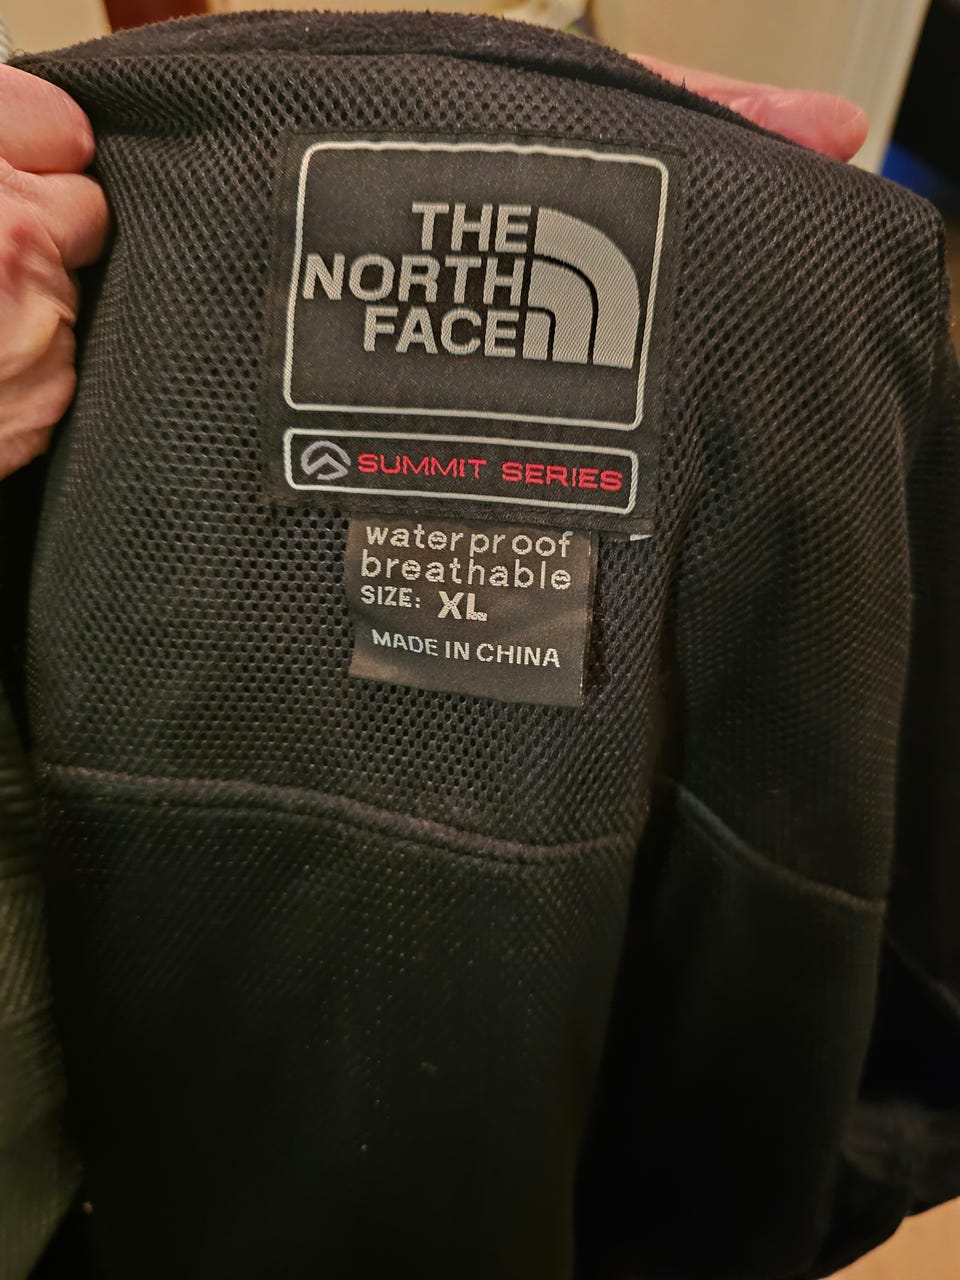 THE
NORTH
FACE
SUMMIT SERIES
waterproof
breathable
SIZE: XL
MADE IN CHINA